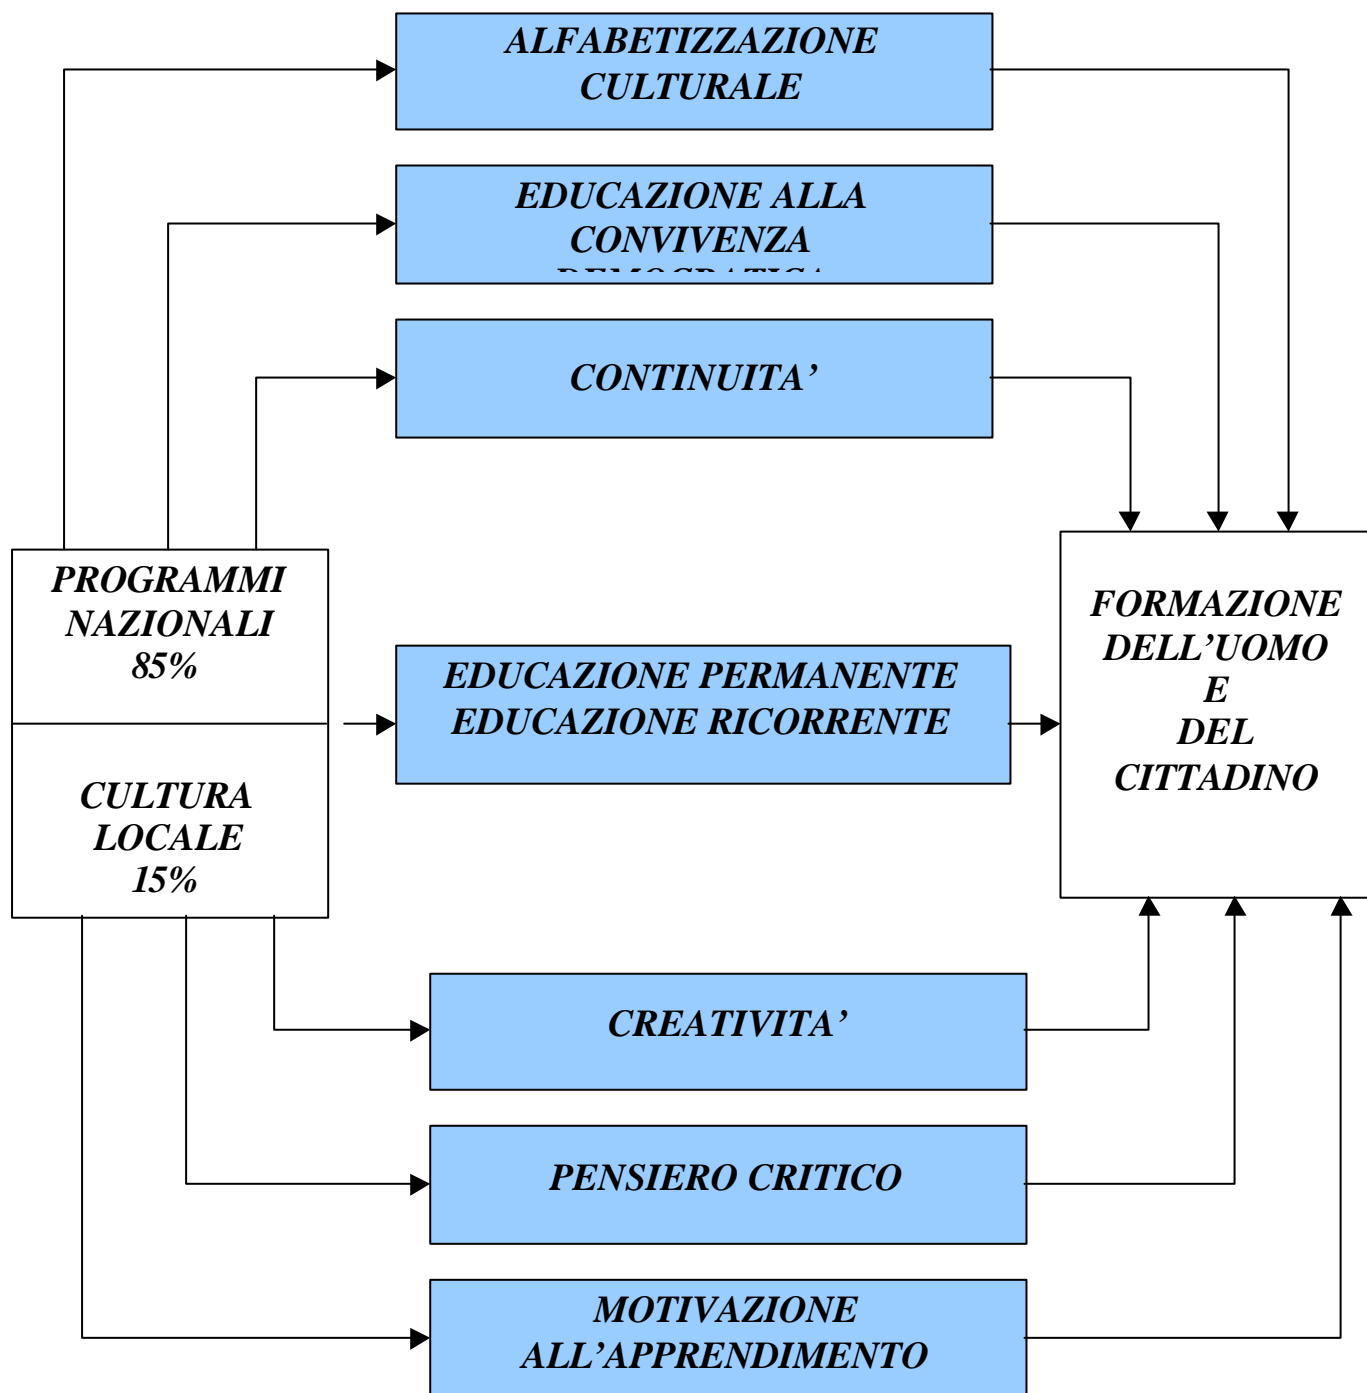 ALFABETIZZAZIONE
CULTURALE
EDUCAZIONE ALLA
CONVIVENZA
DEMOCRATICA
CONTINUITA’
PROGRAMMI
NAZIONALI
85%
CULTURA
LOCALE
15%
EDUCAZIONE PERMANENTE
EDUCAZIONE RICORRENTE
FORMAZIONE
DELL’UOMO
E
DEL
CITTADINO
CREATIVITA’
PENSIERO CRITICO
MOTIVAZIONE
ALL’APPRENDIMENTO